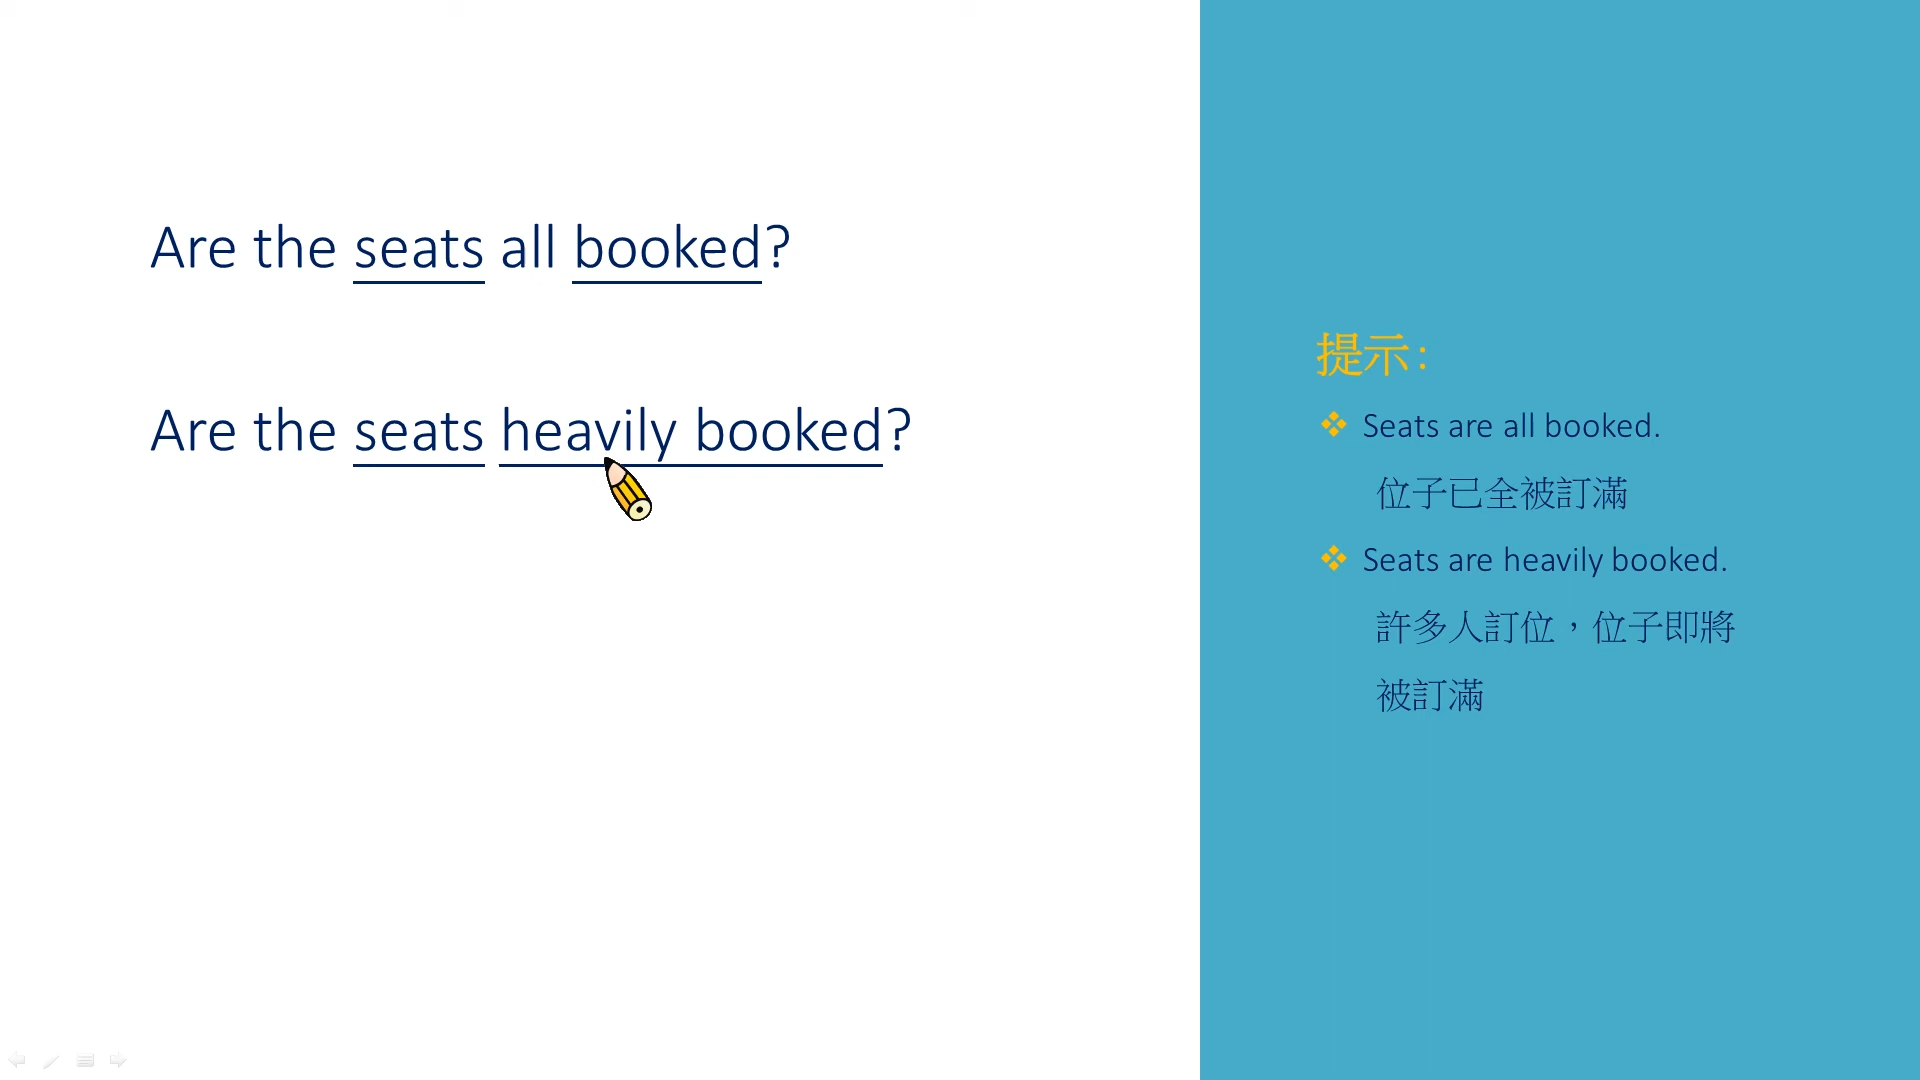 Are the seats all booked?
Are the seats heavily booked?
提示:
Seats are all booked.
位子已全被訂滿
Seats are heavily booked.
許多人訂位，位子即將
被訂滿